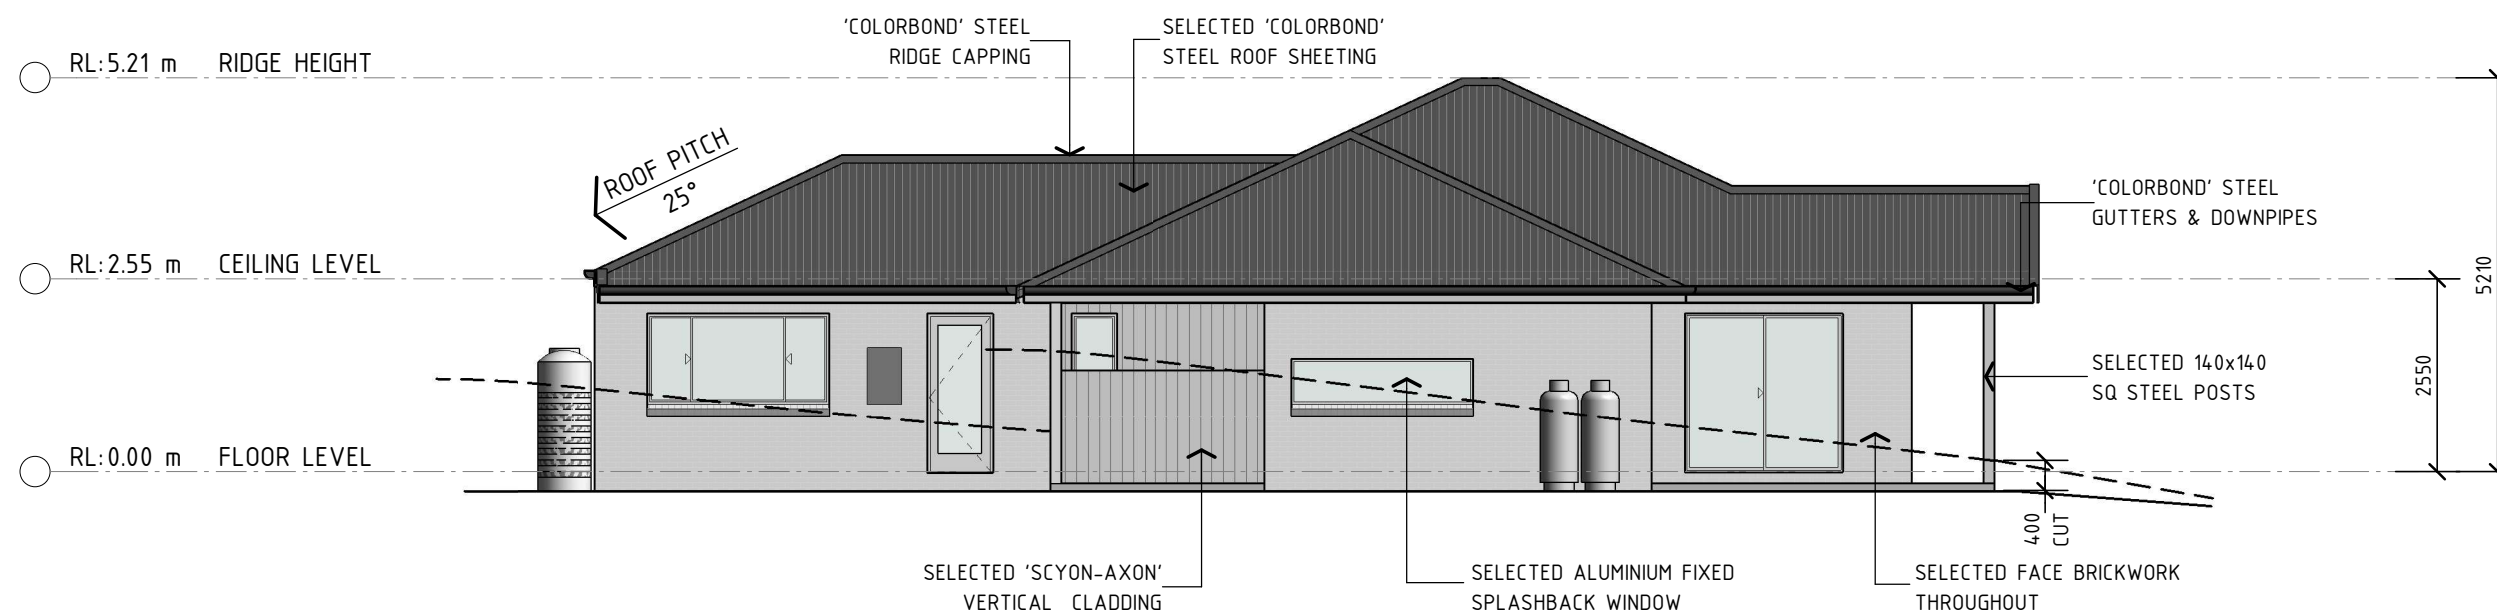 'COLORBOND' STEEL
RIDGE CAPPING
SELECTED 'COLORBOND'
STEEL ROOF SHEETING
RL: 5.21 m RIDGE HEIGHT
ROOF PITCH
25°
'COLORBOND' STEEL
GUTTERS & DOWNPIPES
RL: 2.55 m CEILING LEVEL
5210
2550
SELECTED 140x140
SQ STEEL POSTS
RL: 0.00 m FLOOR LEVEL
400
CUT
SELECTED 'SCYON-AXON'
VERTICAL CLADDING
SELECTED ALUMINIUM FIXED
SPLASHBACK WINDOW
SELECTED FACE BRICKWORK
THROUGHOUT